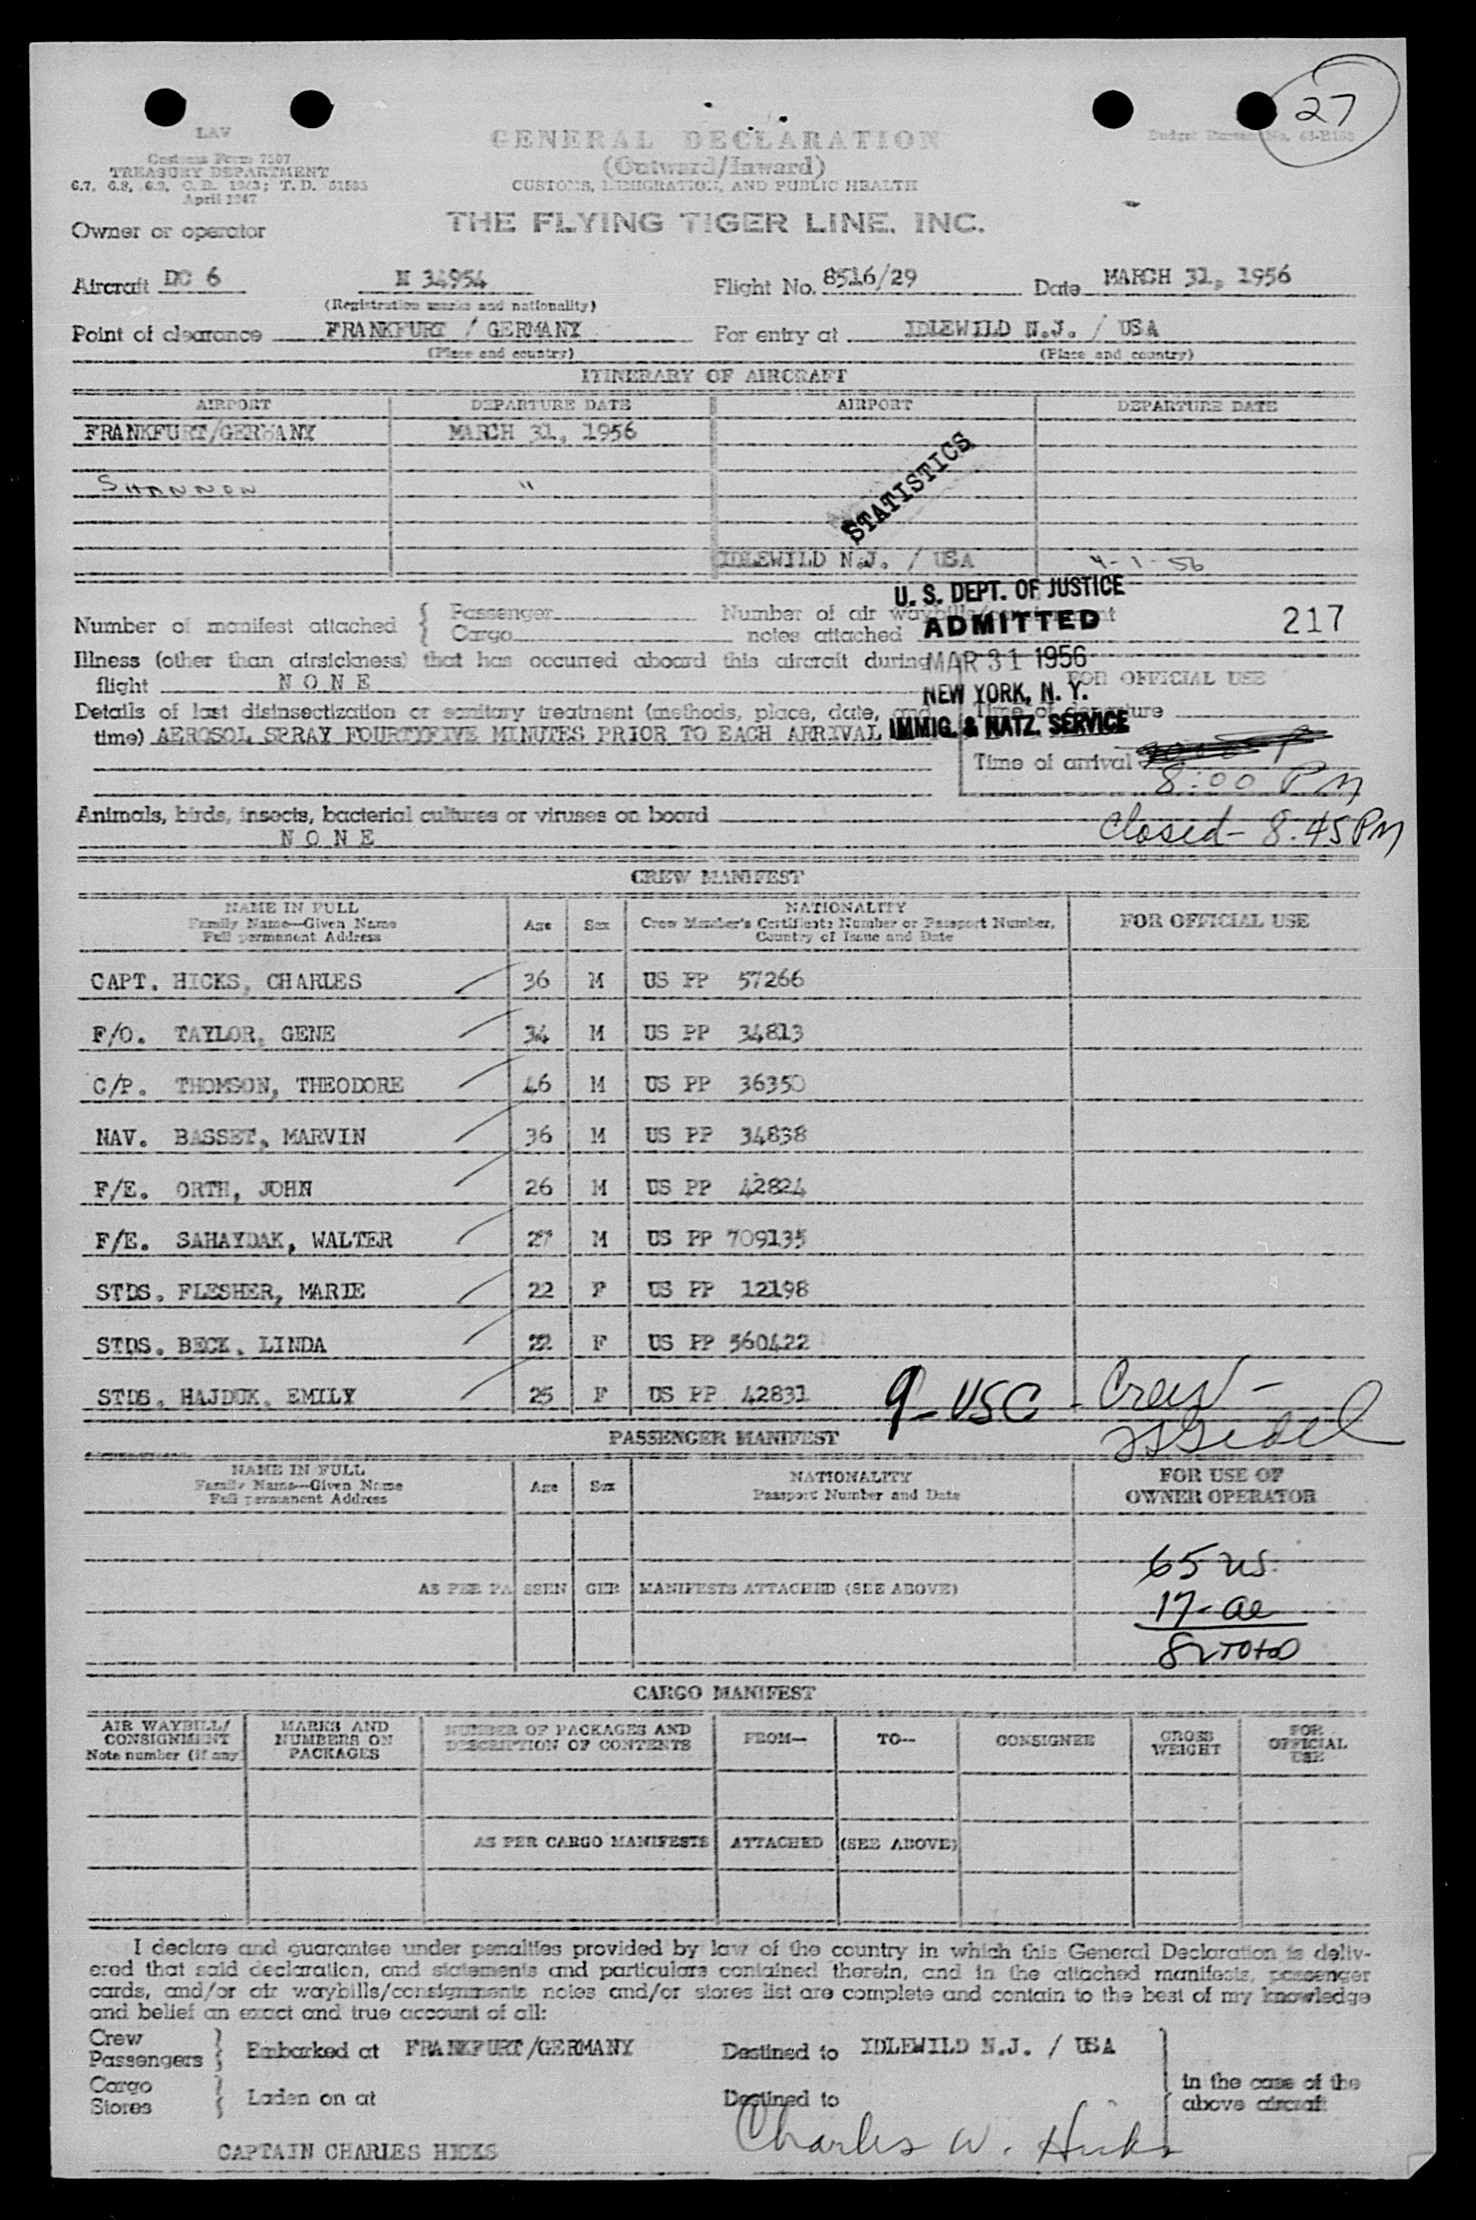 27
LAV
Customs Form 7507
TREASURY DEPARTMENT
April 1947
GENERAL DECLARATION
(Outward/Inward)
CUSTOMS, IMMIGRATION, AND PUBLIC HEALTH
THE FLYING TIGER LINE, INC.
Owner or operator
Aircraft DC 6 N 34954 Flight No. 8516/29 Date MARCH 31, 1956
(Registration marks and nationality)
Point of clearance FRANKFURT / GERMANY For entry at IDLEWILD N.J. / USA
(Place and country) (Place and country)
ITINERARY OF AIRCRAFT
AIRPORT DEPARTURE DATE AIRPORT DEPARTURE DATE
FRANKFURT/GERMANY MARCH 31, 1956
STATISTICS
SHANNON "
IDLEWILD N.J. / USA 4-1-56
U. S. DEPT. OF JUSTICE
ADMITTED
MAR 31 1956
NEW YORK, N. Y.
IMMIG. & NATZ. SERVICE
Number of manifest attached { Passenger Number of air waybills/consignment
Cargo notes attached 217
Illness (other than airsickness) that has occurred aboard this aircraft during
flight N O N E FOR OFFICIAL USE
Details of last disinsectization or sanitary treatment (methods, place, date, and Time of departure
time) AEROSOL SPRAY FOURTYFIVE MINUTES PRIOR TO EACH ARRIVAL
Time of arrival 8:00 PM
Animals, birds, insects, bacterial cultures or viruses on board
Closed - 8.45 PM
N O N E
CREW MANIFEST
NAME IN FULL
Family Name—Given Name
Full permanent Address
Age Sex
NATIONALITY
Crew Member's Certificate Number or Passport Number,
Country of Issue and Date
FOR OFFICIAL USE
CAPT. HICKS, CHARLES 36 M US PP 57266
F/O. TAYLOR, GENE 34 M US PP 34813
C/P. THOMSON, THEODORE 46 M US PP 36350
NAV. BASSET, MARVIN 36 M US PP 34838
F/E. ORTH, JOHN 26 M US PP 42824
F/E. SAHAYDAK, WALTER 27 M US PP 709135
STDS. FLESHER, MARIE 22 F US PP 12198
STDS. BECK, LINDA 22 F US PP 560422
STDS. HAJDUK, EMILY 25 F US PP 42831
9 - USC - Crew -
PASSENGER MANIFEST
NAME IN FULL
Family Name—Given Name
Full permanent Address
Age Sex
NATIONALITY
Passport Number and Date
FOR USE OF
OWNER OPERATOR
65 us.
AS PER PASSENGER MANIFESTS ATTACHED (SEE ABOVE)
17 - ae
82 Total
CARGO MANIFEST
AIR WAYBILL/
CONSIGNMENT
Note number (if any)
MARKS AND
NUMBERS ON
PACKAGES
NUMBER OF PACKAGES AND
DESCRIPTION OF CONTENTS
FROM—
TO—
CONSIGNEE
GROSS
WEIGHT
FOR
OFFICIAL
USE
AS PER CARGO MANIFESTS ATTACHED (SEE ABOVE)
I declare and guarantee under penalties provided by law of the country in which this General Declaration is deliv-
ered that said declaration, and statements and particulars contained therein, and in the attached manifests, passenger
cards, and/or air waybills/consignments notes and/or stores list are complete and contain to the best of my knowledge
and belief an exact and true account of all:
Crew
Passengers } Embarked at FRANKFURT/GERMANY Destined to IDLEWILD N.J. / USA
Cargo
Stores { Laden on at Destined to
in the case of the
above aircraft
CAPTAIN CHARLES HICKS Charles W. Hicks